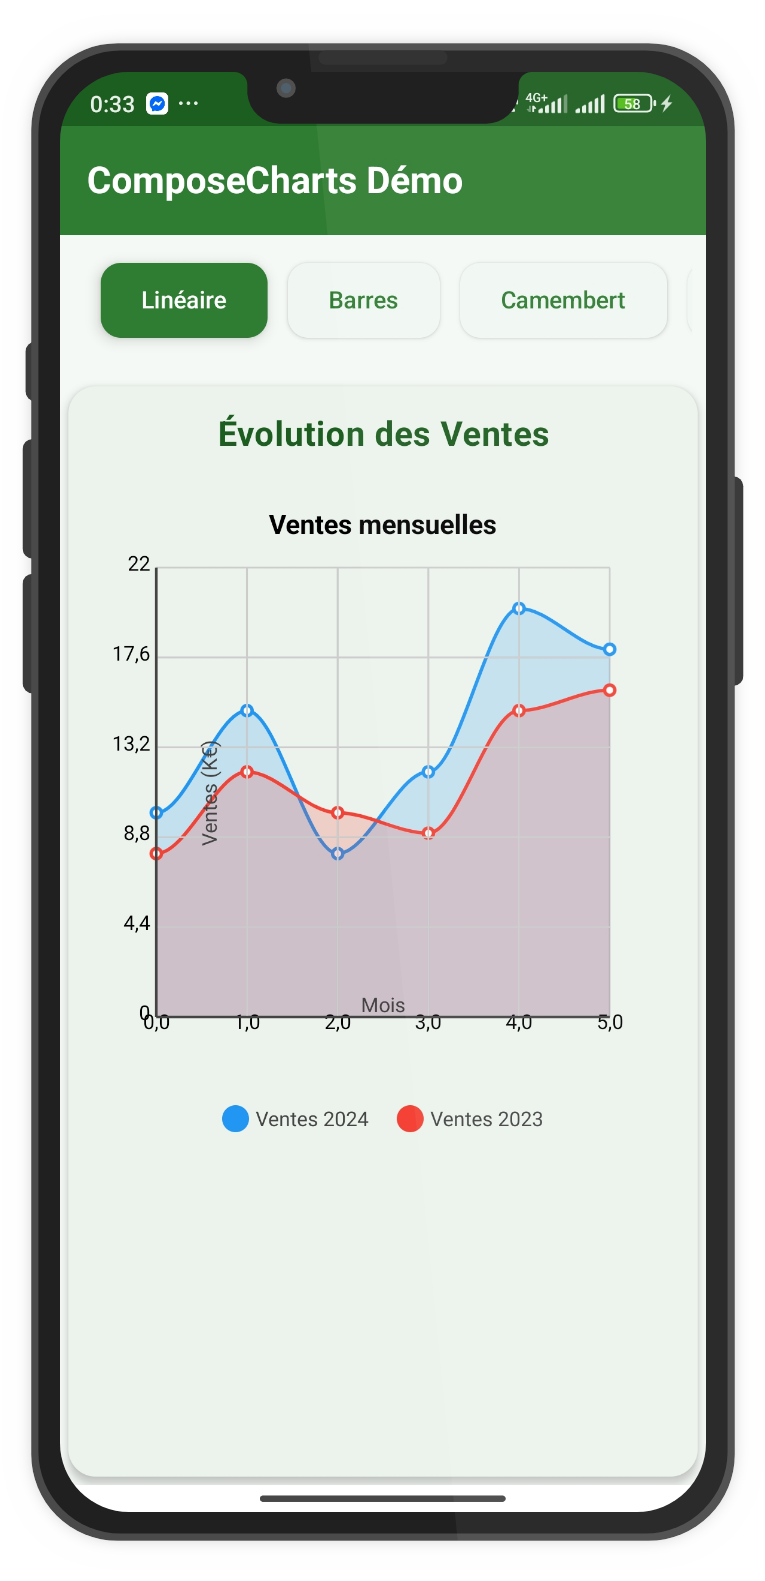 0:33 ... 4G+ 58
ComposeCharts Démo
Linéaire Barres Camembert
Évolution des Ventes
Ventes mensuelles
22
17,6
13,2
8,8
4,4
0
Ventes (K€)
Mois
0,0 1,0 2,0 3,0 4,0 5,0
Ventes 2024 Ventes 2023